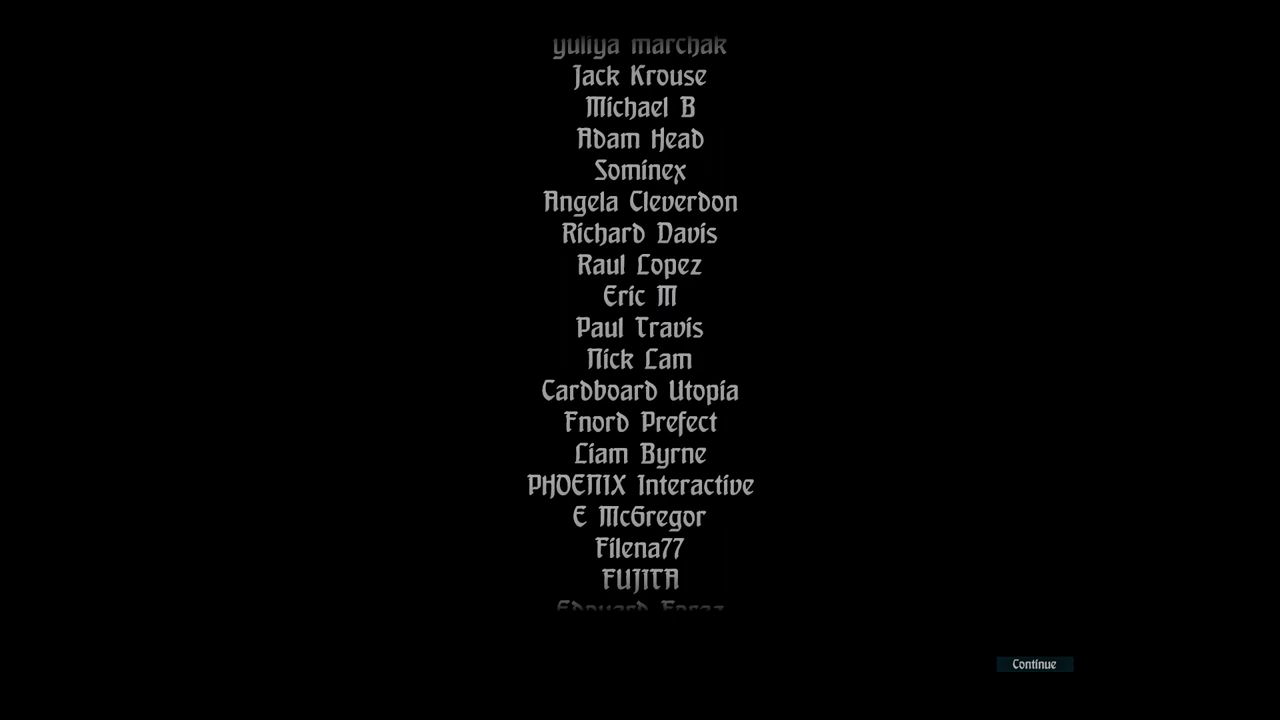 yuliya marchak
Jack Krouse
Michael B
Adam Head
Sominex
Angela Cleverdon
Richard Davis
Raul Lopez
Eric M
Paul Travis
Nick Lam
Cardboard Utopia
Fnord Prefect
Liam Byrne
PHOENIX Interactive
E McGregor
Filena77
FUJITA
Edouard
Continue